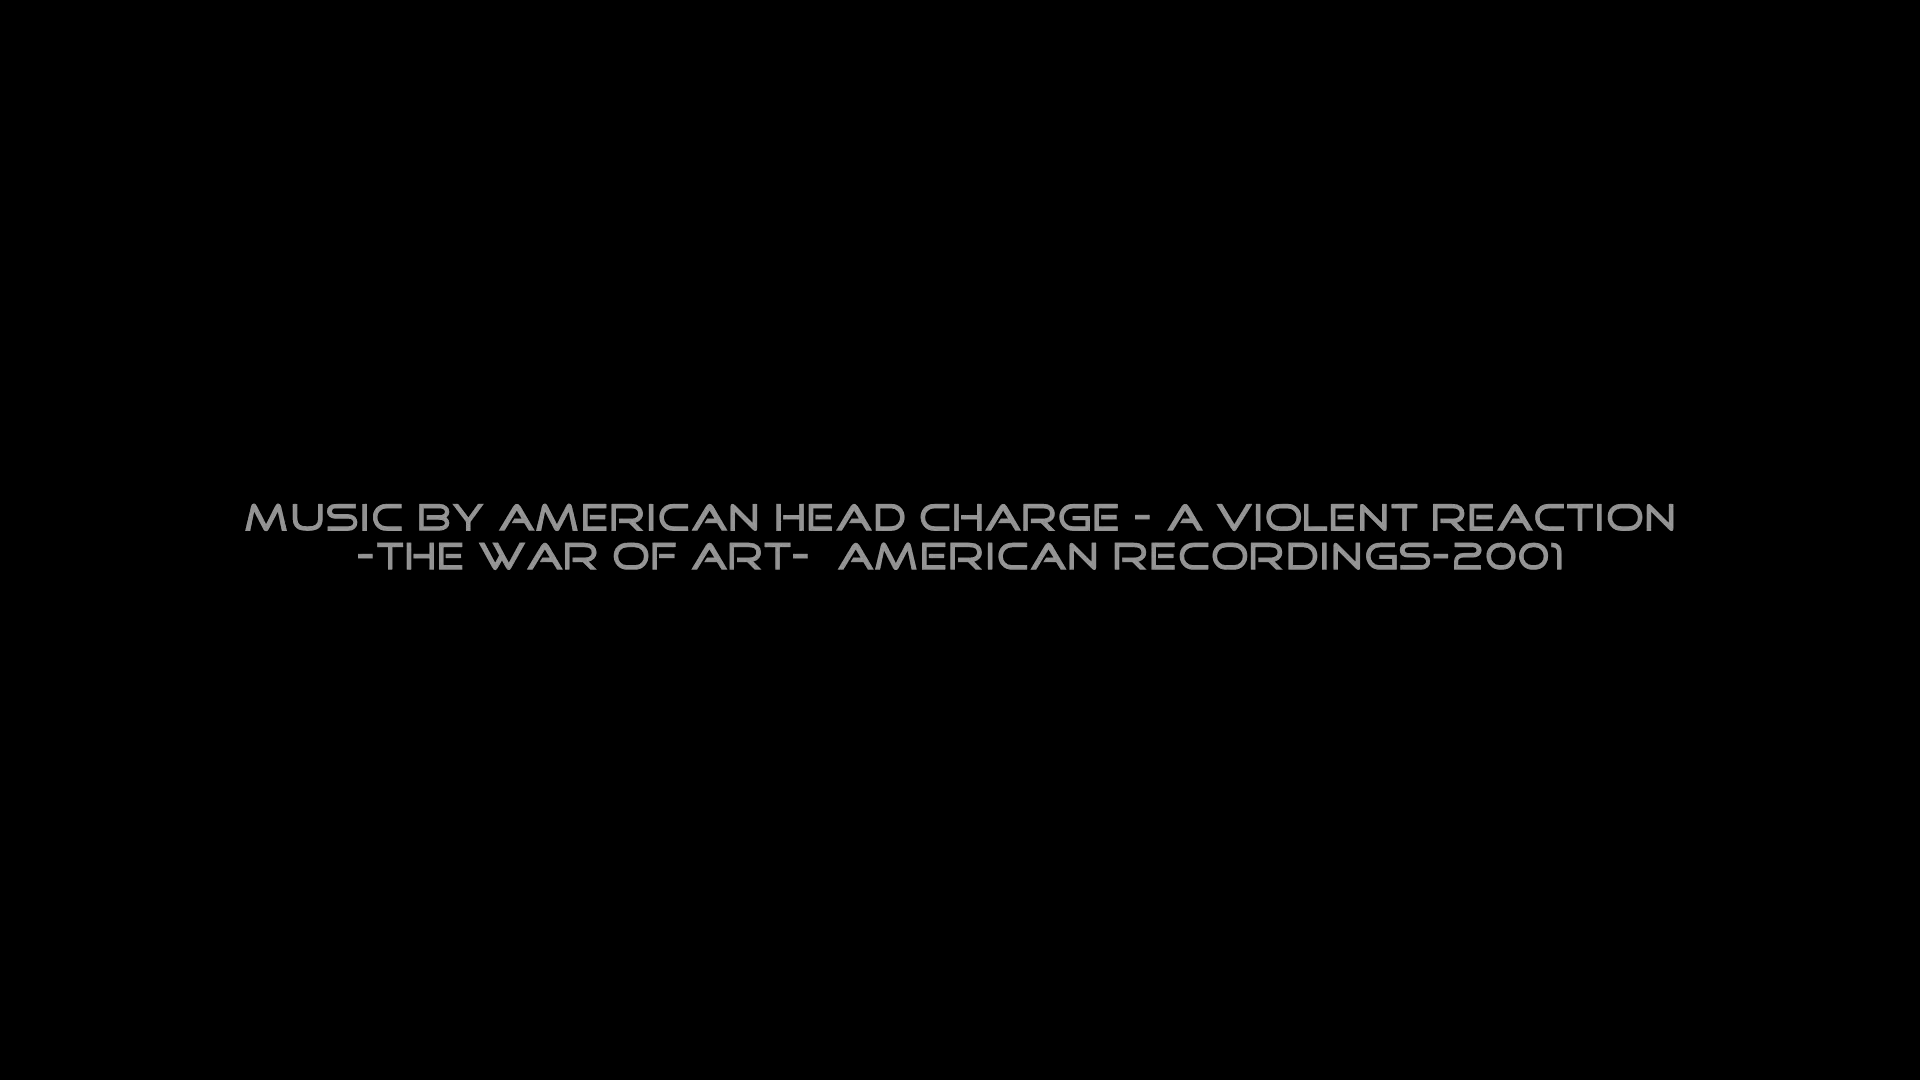 MUSIC BY AMERICAN HEAD CHARGE - A VIOLENT REACTION
-THE WAR OF ART-  AMERICAN RECORDINGS-2001